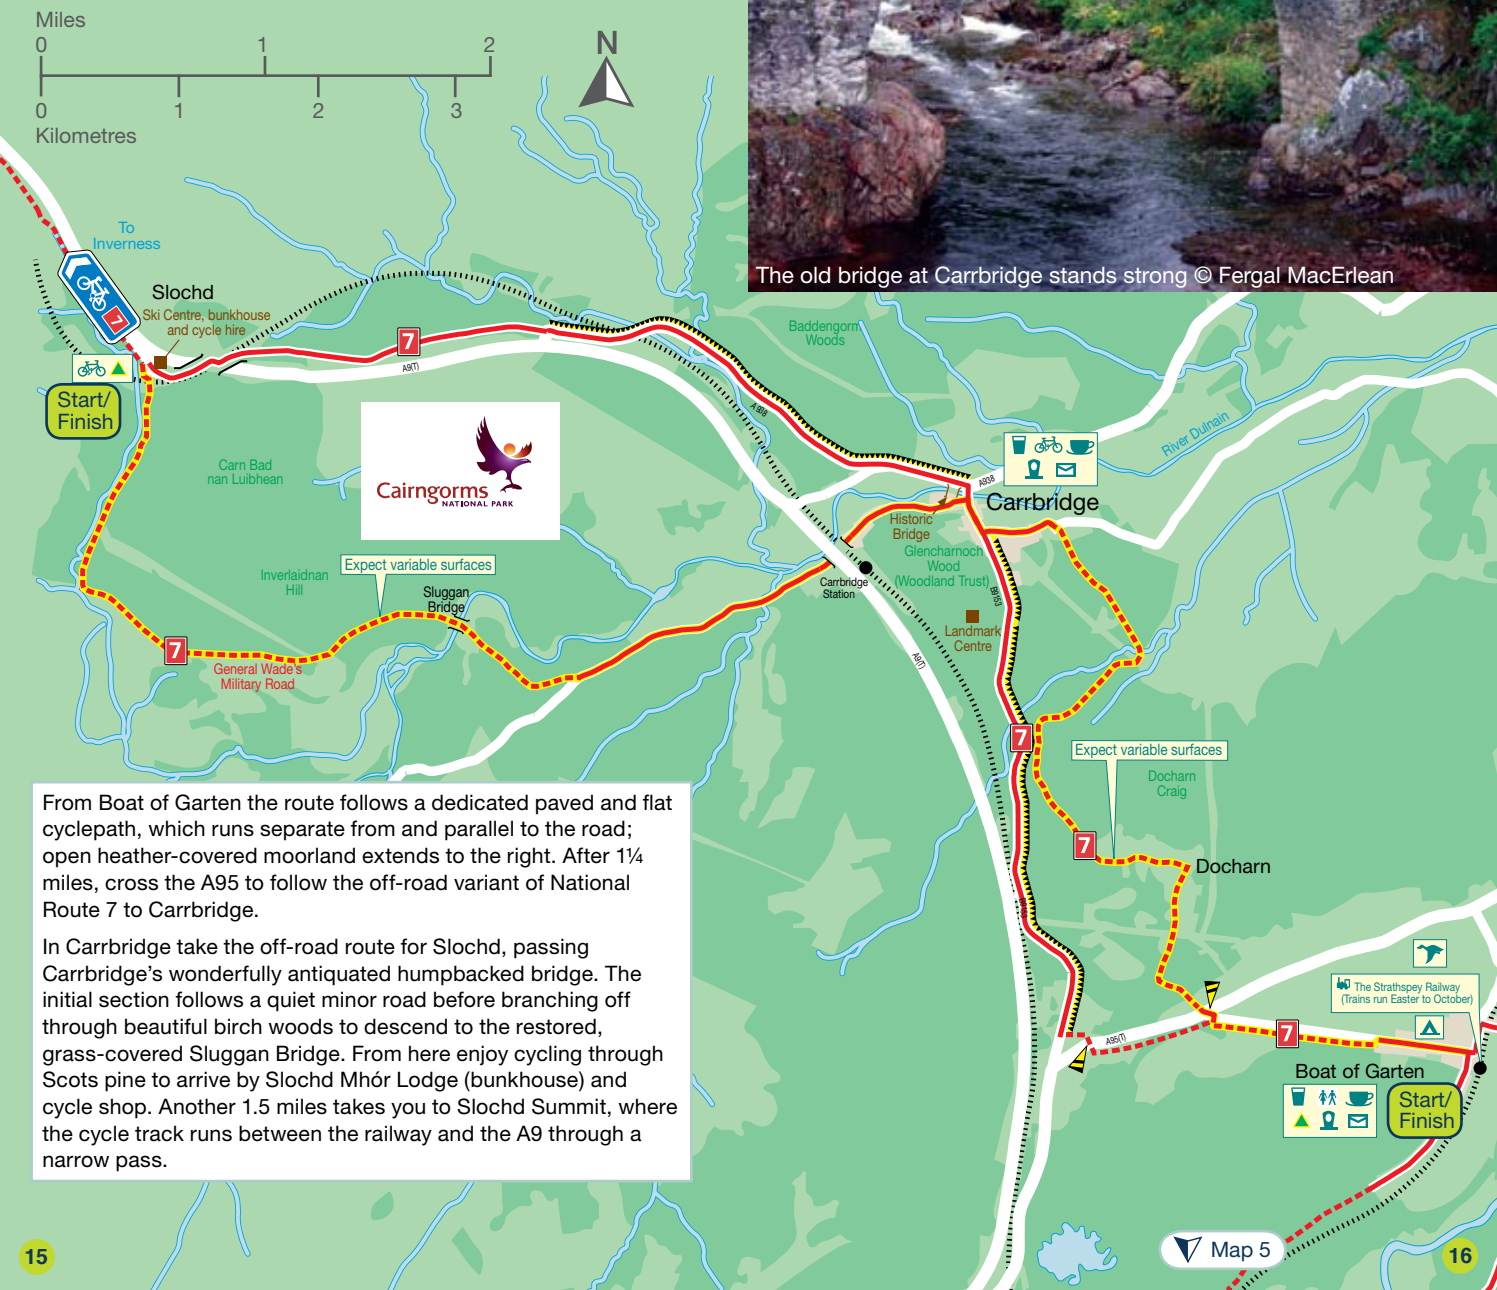 Miles
0 1 2
0 1 2 3
Kilometres
N
The old bridge at Carrbridge stands strong © Fergal MacErlean
To
Inverness
7
Slochd
Ski Centre, bunkhouse
and cycle hire
Start/
Finish
7
A9(T)
Baddengorm
Woods
A 938
River Dulnain
Carn Bad
nan Luibhean
Cairngorms
NATIONAL PARK
A938
Carrbridge
Historic
Bridge
Glencharnoch
Wood
(Woodland Trust)
B9153
Expect variable surfaces
Inverlaidnan
Hill
Sluggan
Bridge
Carrbridge
Station
Landmark
Centre
7
General Wade's
Military Road
A9(T)
7
Expect variable surfaces
Docharn
Craig
7
Docharn
B9153
From Boat of Garten the route follows a dedicated paved and flat
cyclepath, which runs separate from and parallel to the road;
open heather-covered moorland extends to the right. After 1¼
miles, cross the A95 to follow the off-road variant of National
Route 7 to Carrbridge.
In Carrbridge take the off-road route for Slochd, passing
Carrbridge's wonderfully antiquated humpbacked bridge. The
initial section follows a quiet minor road before branching off
through beautiful birch woods to descend to the restored,
grass-covered Sluggan Bridge. From here enjoy cycling through
Scots pine to arrive by Slochd Mhór Lodge (bunkhouse) and
cycle shop. Another 1.5 miles takes you to Slochd Summit, where
the cycle track runs between the railway and the A9 through a
narrow pass.
The Strathspey Railway
(Trains run Easter to October)
A95(T)
7
Boat of Garten
Start/
Finish
Map 5
15
16